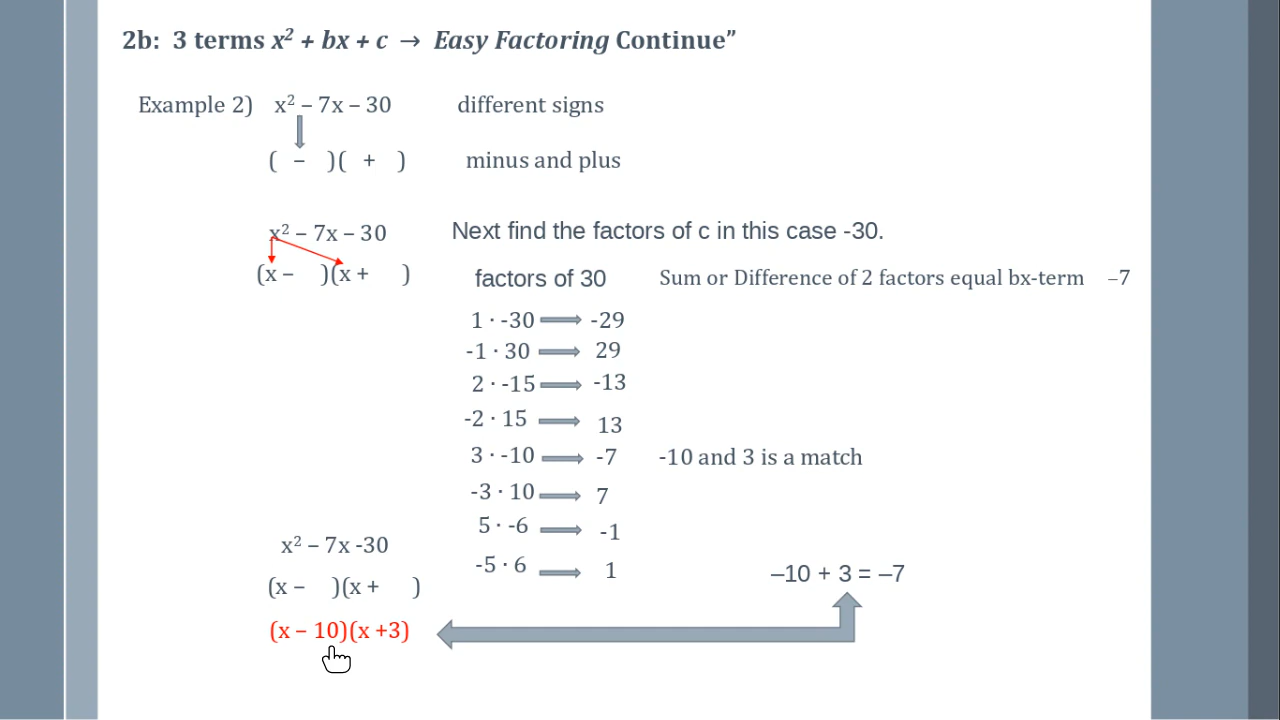 2b: 3 terms x² + bx + c → Easy Factoring Continue”
Example 2) x² – 7x – 30 different signs
( – )( + ) minus and plus
x² – 7x – 30 Next find the factors of c in this case -30.
(x – )(x + ) factors of 30 Sum or Difference of 2 factors equal bx-term –7
1 · -30 -29
-1 · 30 29
2 · -15 -13
-2 · 15 13
3 · -10 -7 -10 and 3 is a match
-3 · 10 7
5 · -6 -1
x² – 7x -30
-5 · 6 1
–10 + 3 = –7
(x – )(x + )
(x – 10)(x +3)